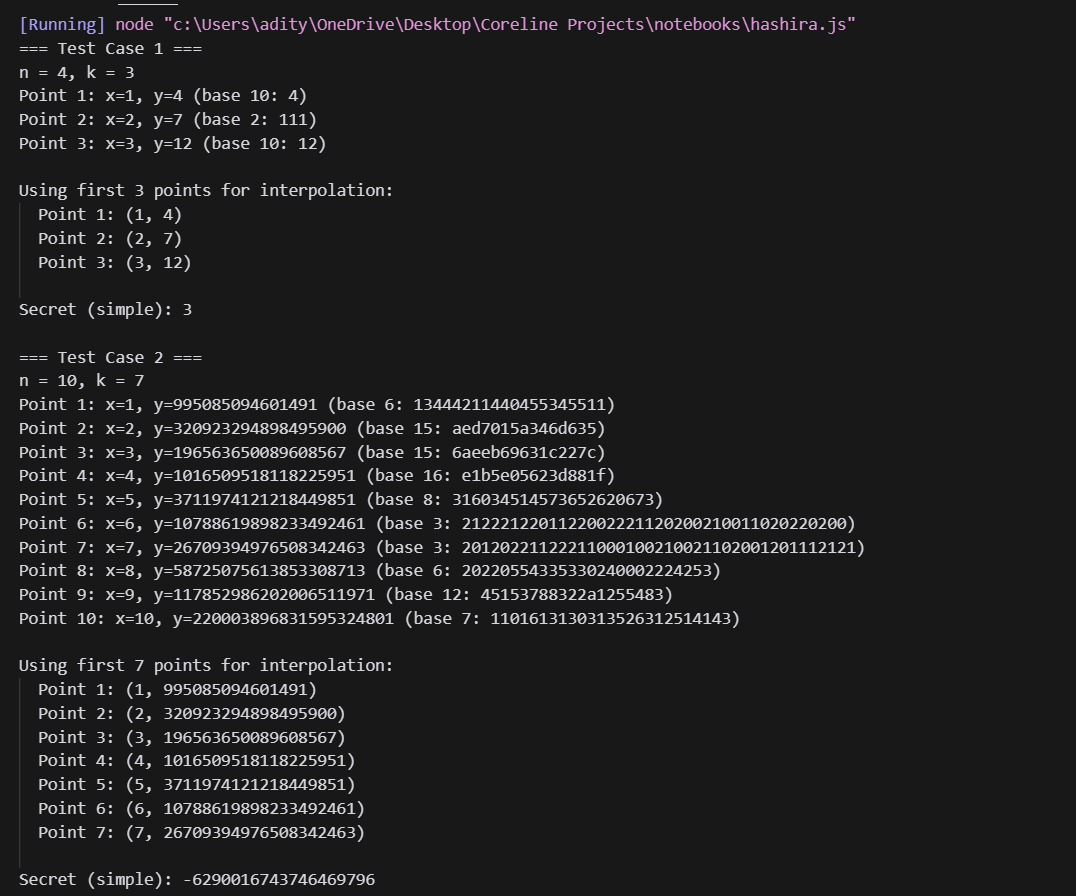 [Running] node "c:\Users\adity\OneDrive\Desktop\Coreline Projects\notebooks\hashira.js"
=== Test Case 1 ===
n = 4, k = 3
Point 1: x=1, y=4 (base 10: 4)
Point 2: x=2, y=7 (base 2: 111)
Point 3: x=3, y=12 (base 10: 12)
Using first 3 points for interpolation:
Point 1: (1, 4)
Point 2: (2, 7)
Point 3: (3, 12)
Secret (simple): 3
=== Test Case 2 ===
n = 10, k = 7
Point 1: x=1, y=995085094601491 (base 6: 13444211440455345511)
Point 2: x=2, y=320923294898495900 (base 15: aed7015a346d635)
Point 3: x=3, y=196563650089608567 (base 15: 6aeeb69631c227c)
Point 4: x=4, y=1016509518118225951 (base 16: e1b5e05623d881f)
Point 5: x=5, y=3711974121218449851 (base 8: 316034514573652620673)
Point 6: x=6, y=10788619898233492461 (base 3: 2122212201122002221120200210011020220200)
Point 7: x=7, y=26709394976508342463 (base 3: 20120221122211000100210021102001201112121)
Point 8: x=8, y=58725075613853308713 (base 6: 20220554335330240002224253)
Point 9: x=9, y=117852986202006511971 (base 12: 45153788322a1255483)
Point 10: x=10, y=220003896831595324801 (base 7: 1101613130313526312514143)
Using first 7 points for interpolation:
Point 1: (1, 995085094601491)
Point 2: (2, 320923294898495900)
Point 3: (3, 196563650089608567)
Point 4: (4, 1016509518118225951)
Point 5: (5, 3711974121218449851)
Point 6: (6, 10788619898233492461)
Point 7: (7, 26709394976508342463)
Secret (simple): -6290016743746469796